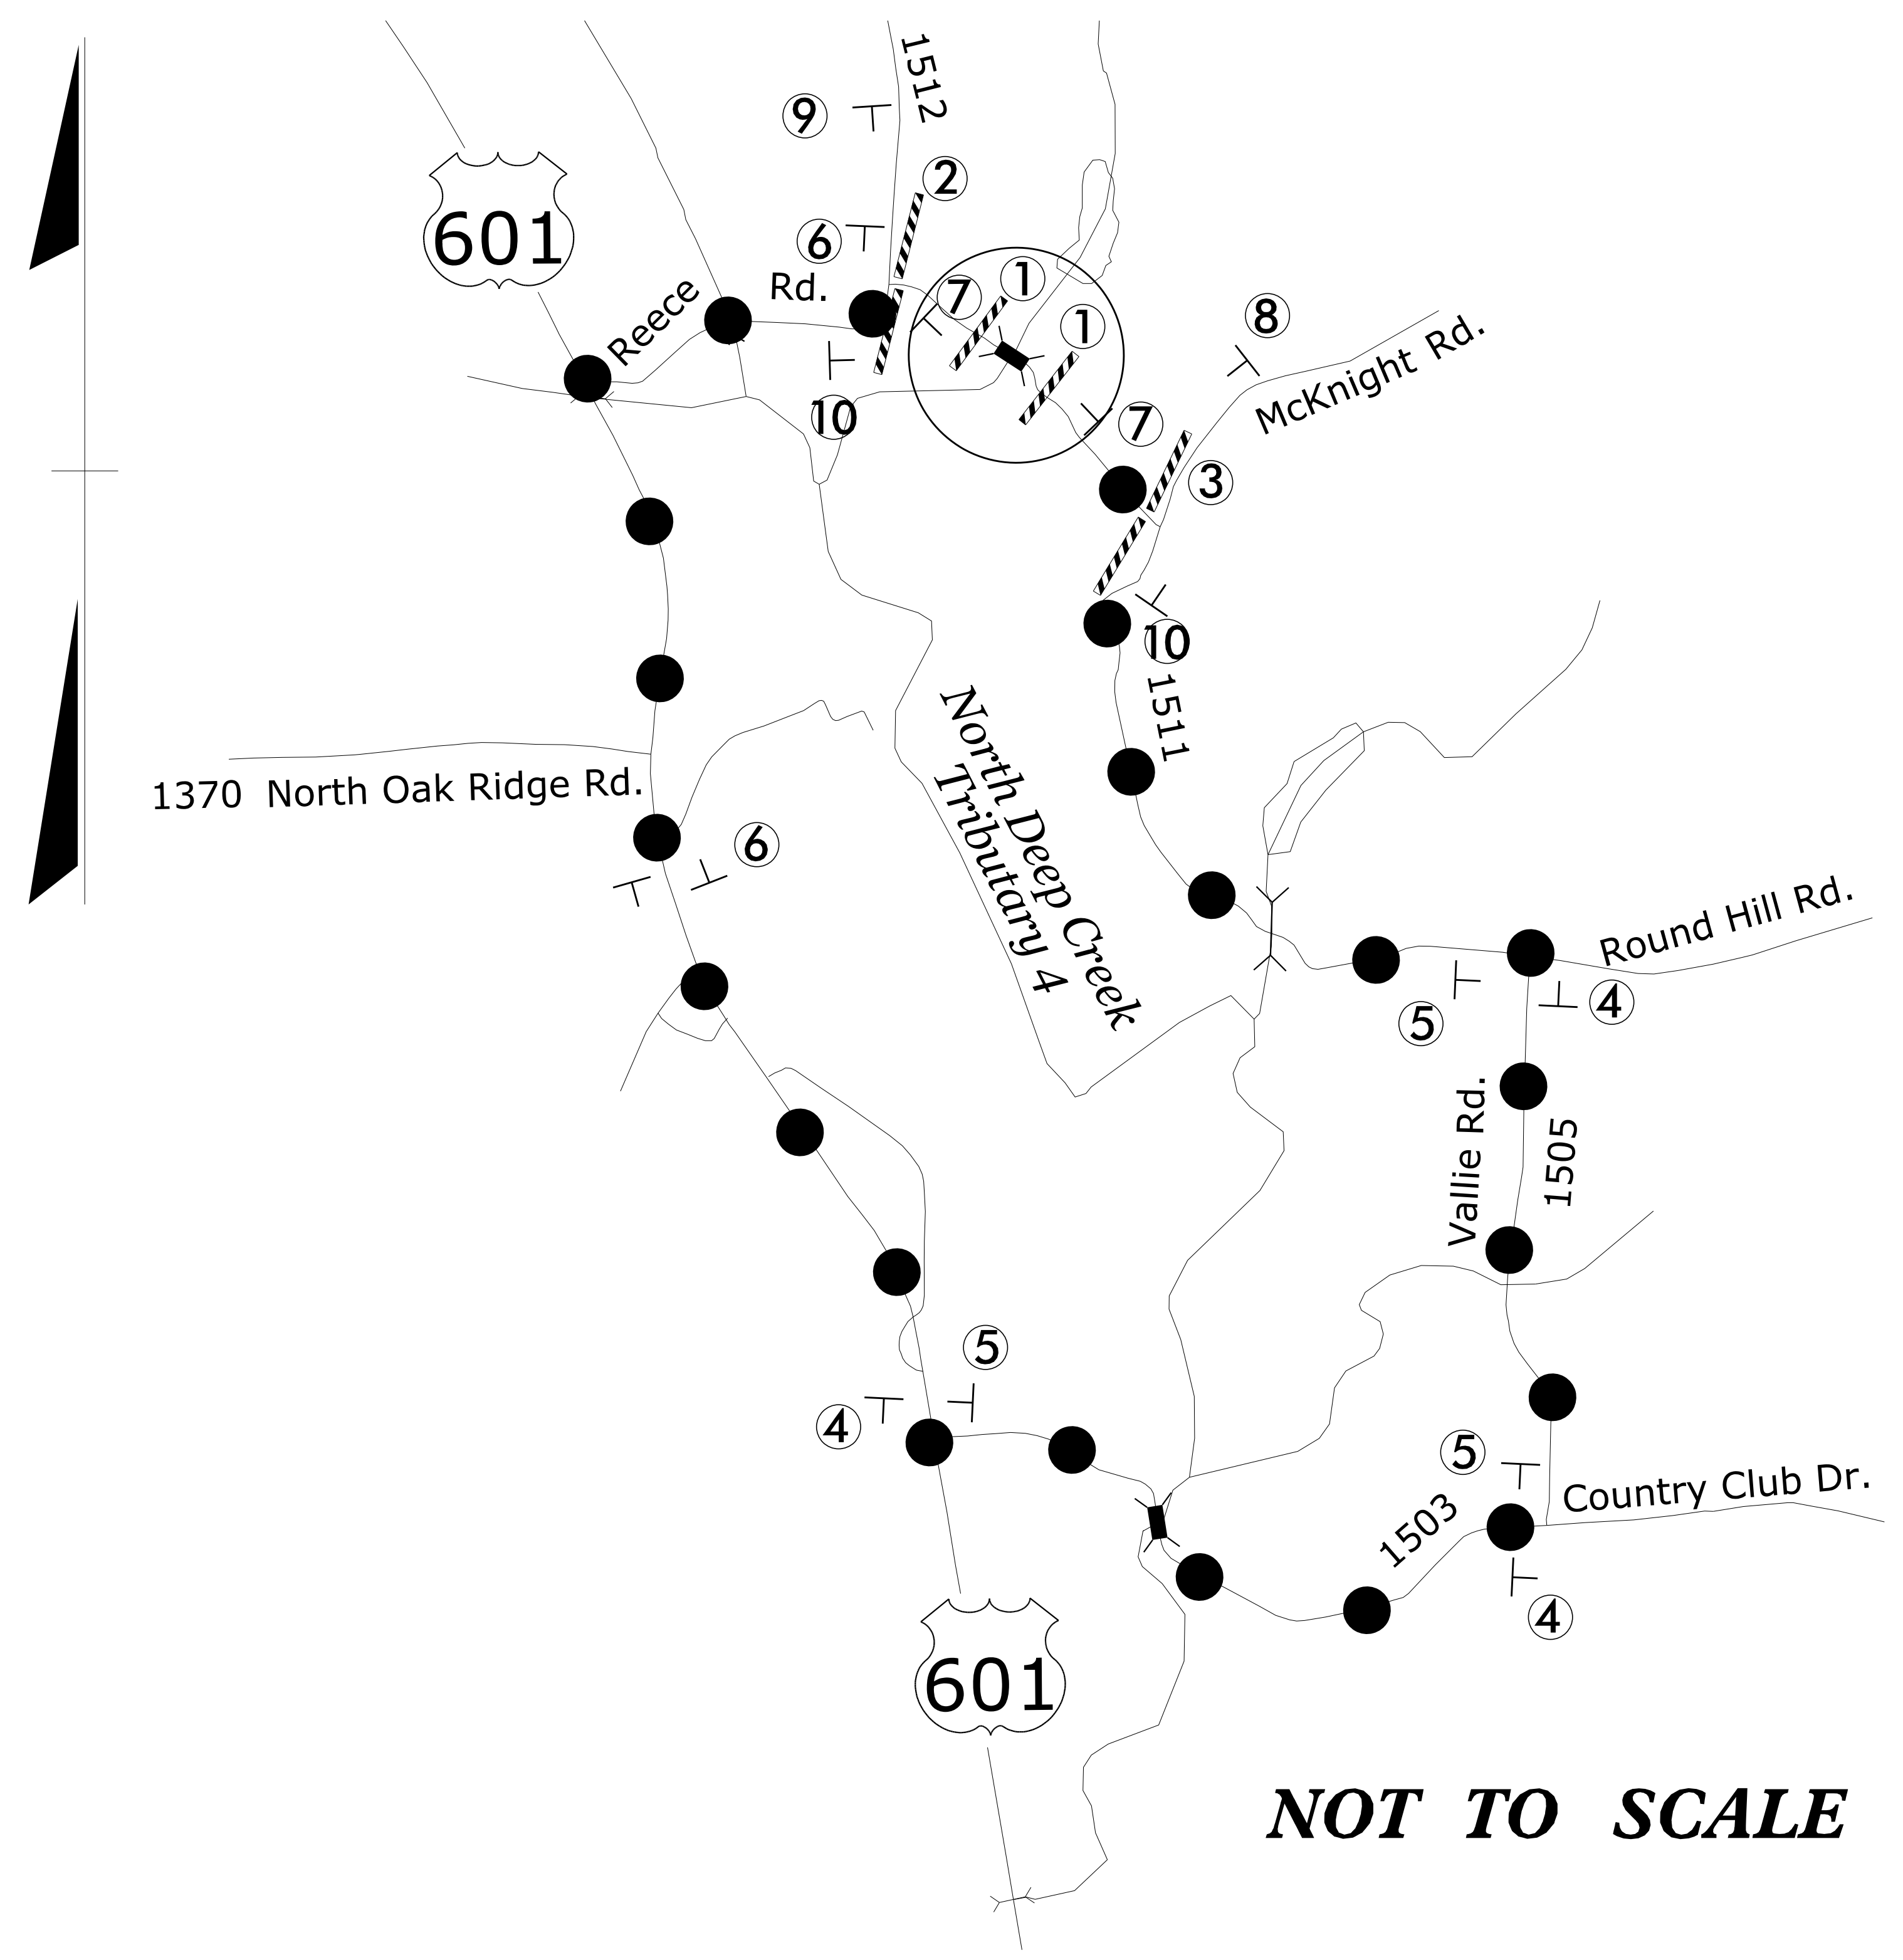 1512
9
2
601
6
Reece
Rd.
7
1
1
8
McKnight Rd.
10
7
3
10
1511
North Deep Creek
Tributary 4
1370 North Oak Ridge Rd.
6
Round Hill Rd.
5
4
Vallie Rd.
1505
5
4
5
Country Club Dr.
1503
4
601
NOT TO SCALE